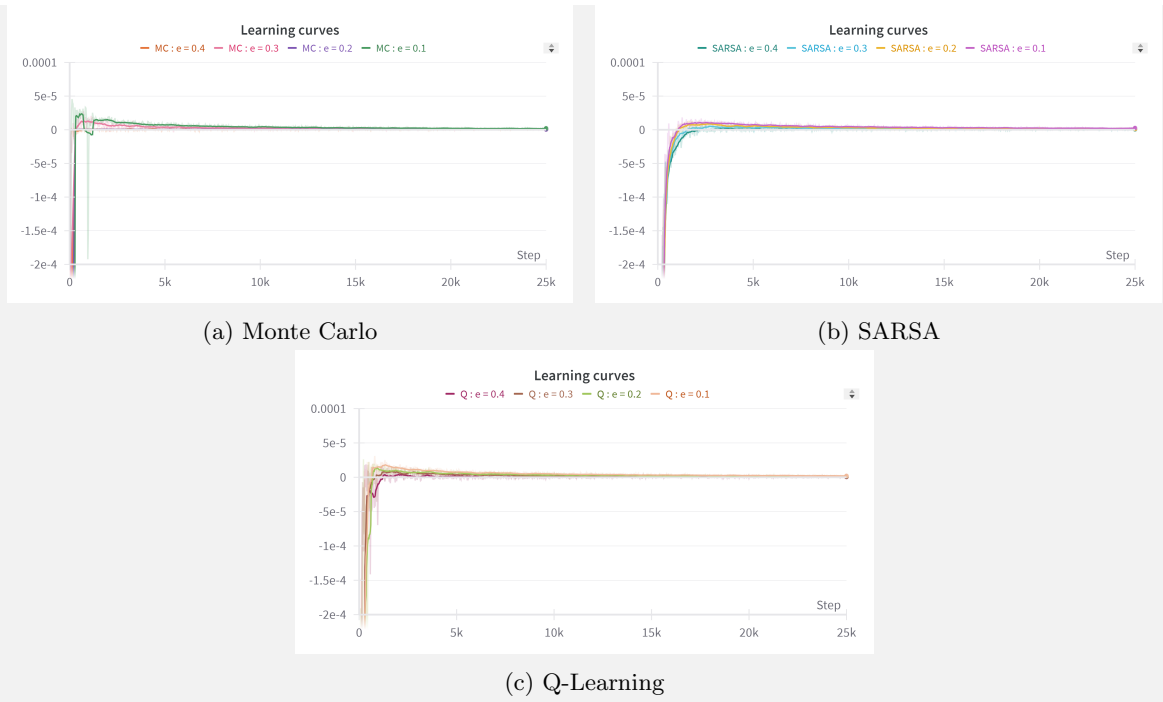 Learning curves
MC : e = 0.4 MC : e = 0.3 MC : e = 0.2 MC : e = 0.1
0.0001
5e-5
0
-5e-5
-1e-4
-1.5e-4
-2e-4
Step
0 5k 10k 15k 20k 25k
(a) Monte Carlo
Learning curves
SARSA : e = 0.4 SARSA : e = 0.3 SARSA : e = 0.2 SARSA : e = 0.1
0.0001
5e-5
0
-5e-5
-1e-4
-1.5e-4
-2e-4
Step
0 5k 10k 15k 20k 25k
(b) SARSA
Learning curves
Q : e = 0.4 Q : e = 0.3 Q : e = 0.2 Q : e = 0.1
0.0001
5e-5
0
-5e-5
-1e-4
-1.5e-4
-2e-4
Step
0 5k 10k 15k 20k 25k
(c) Q-Learning